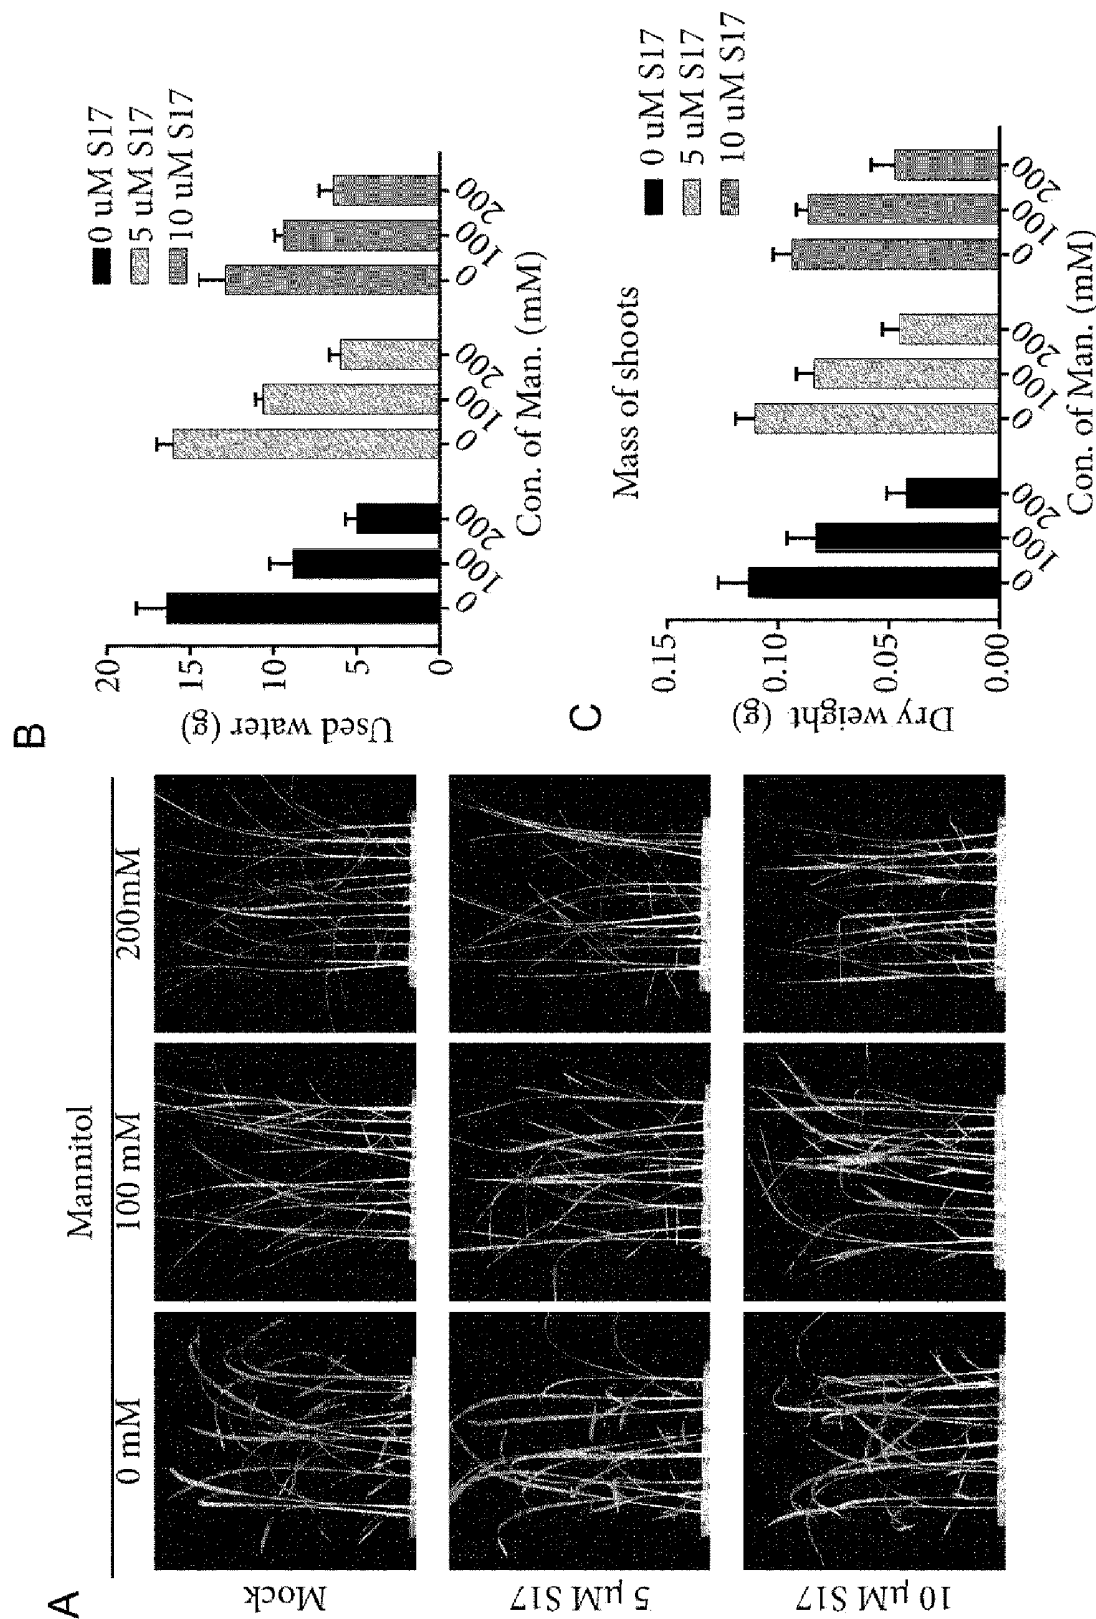 A
Mannitol
0 mM
100 mM
200mM
Mock
5 μM S17
10 μM S17
B
0 uM S17
5 uM S17
10 uM S17
Used water (g)
20
15
10
5
0
0
100
200
0
100
200
0
100
200
Con. of Man. (mM)
C
Mass of shoots
0 uM S17
5 uM S17
10 uM S17
Dry weight (g)
0.15
0.10
0.05
0.00
0
100
200
0
100
200
0
100
200
Con. of Man. (mM)